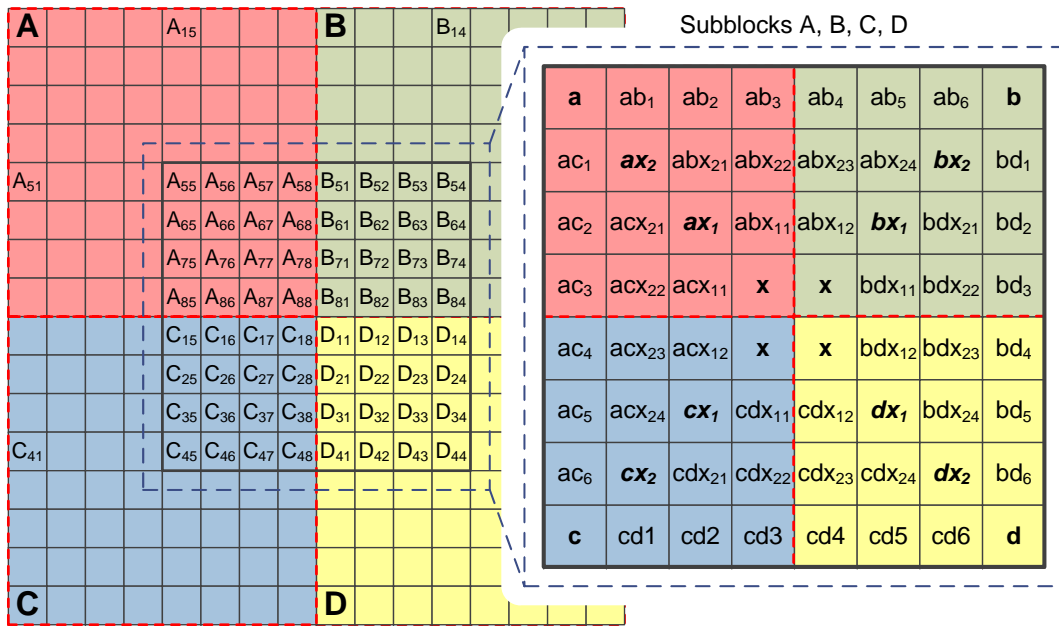 Subblocks A, B, C, D
A A₁₅ B B₁₄
A₅₁ A₅₅ A₅₆ A₅₇ A₅₈ B₅₁ B₅₂ B₅₃ B₅₄
A₆₅ A₆₆ A₆₇ A₆₈ B₆₁ B₆₂ B₆₃ B₆₄
A₇₅ A₇₆ A₇₇ A₇₈ B₇₁ B₇₂ B₇₃ B₇₄
A₈₅ A₈₆ A₈₇ A₈₈ B₈₁ B₈₂ B₈₃ B₈₄
C₁₅ C₁₆ C₁₇ C₁₈ D₁₁ D₁₂ D₁₃ D₁₄
C₂₅ C₂₆ C₂₇ C₂₈ D₂₁ D₂₂ D₂₃ D₂₄
C₃₅ C₃₆ C₃₇ C₃₈ D₃₁ D₃₂ D₃₃ D₃₄
C₄₁ C₄₅ C₄₆ C₄₇ C₄₈ D₄₁ D₄₂ D₄₃ D₄₄
C D
a ab₁ ab₂ ab₃ ab₄ ab₅ ab₆ b
ac₁ ax₂ abx₂₁ abx₂₂ abx₂₃ abx₂₄ bx₂ bd₁
ac₂ acx₂₁ ax₁ abx₁₁ abx₁₂ bx₁ bdx₂₁ bd₂
ac₃ acx₂₂ acx₁₁ x x bdx₁₁ bdx₂₂ bd₃
ac₄ acx₂₃ acx₁₂ x x bdx₁₂ bdx₂₃ bd₄
ac₅ acx₂₄ cx₁ cdx₁₁ cdx₁₂ dx₁ bdx₂₄ bd₅
ac₆ cx₂ cdx₂₁ cdx₂₂ cdx₂₃ cdx₂₄ dx₂ bd₆
c cd1 cd2 cd3 cd4 cd5 cd6 d